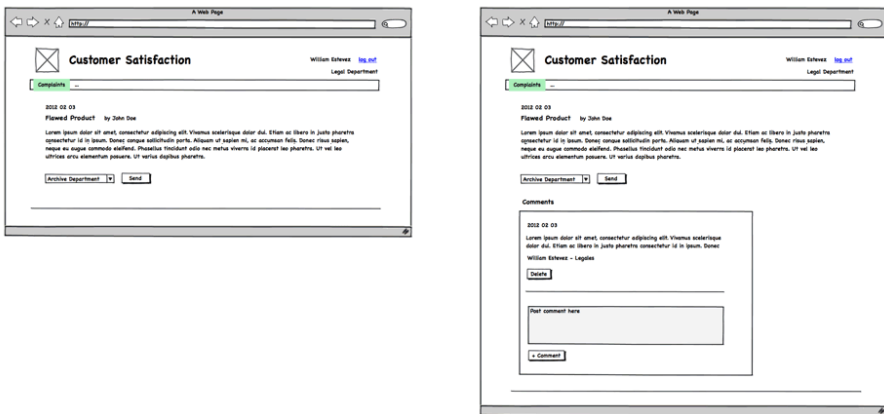 A Web Page
http://
Customer Satisfaction
William Estevez log out
Legal Department
Complaints ...
2012 02 03
Flawed Product by John Doe
Lorem ipsum dolor sit amet, consectetur adipiscing elit. Vivamus scelerisque dolor dui. Etiam ac libero in justo pharetra
consectetur id in ipsum. Donec congue sollicitudin porta. Aliquam ut sapien mi, ac accumsan felis. Donec risus sapien,
neque eu augue commodo eleifend. Phasellus tincidunt odio nec metus viverra id placerat leo pharetra. Ut vel leo
ultrices arcu elementum posuere. Ut varius dapibus pharetra.
Archive Department Send
A Web Page
http://
Customer Satisfaction
William Estevez log out
Legal Department
Complaints ...
2012 02 03
Flawed Product by John Doe
Lorem ipsum dolor sit amet, consectetur adipiscing elit. Vivamus scelerisque dolor dui. Etiam ac libero in justo pharetra
consectetur id in ipsum. Donec congue sollicitudin porta. Aliquam ut sapien mi, ac accumsan felis. Donec risus sapien,
neque eu augue commodo eleifend. Phasellus tincidunt odio nec metus viverra id placerat leo pharetra. Ut vel leo
ultrices arcu elementum posuere. Ut varius dapibus pharetra.
Archive Department Send
Comments
2012 02 03
Lorem ipsum dolor sit amet, consectetur adipiscing elit. Vivamus scelerisque
dolor dui. Etiam ac libero in justo pharetra consectetur id in ipsum. Donec
William Estevez - Legales
Delete
Post comment here
+ Comment